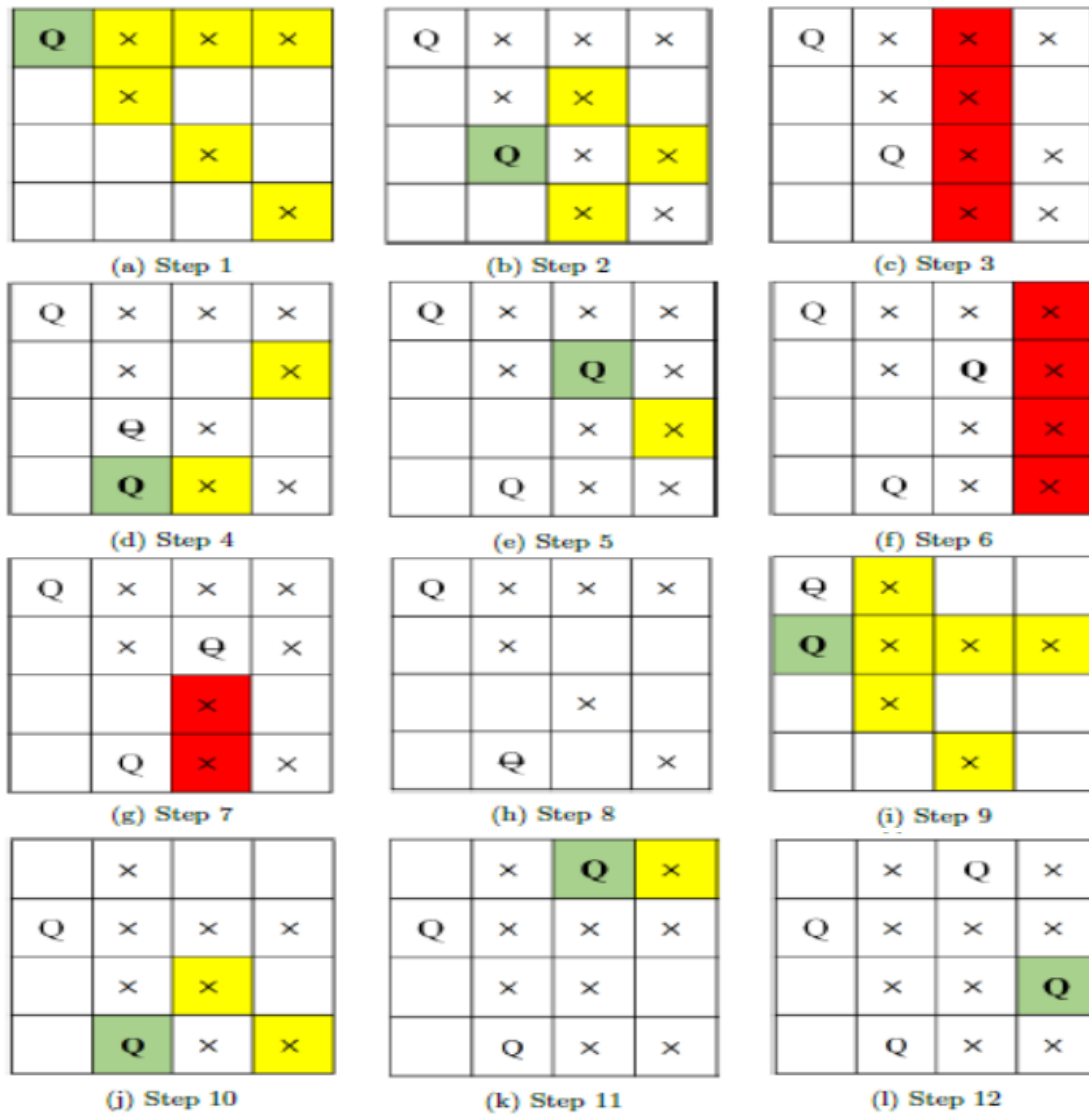 Q × × ×
×
×
×
(a) Step 1
Q × × ×
× ×
Q × ×
× ×
(b) Step 2
Q × × ×
× ×
Q × ×
× ×
(c) Step 3
Q × × ×
× ×
Q ×
Q × ×
(d) Step 4
Q × × ×
× Q ×
× ×
Q × ×
(e) Step 5
Q × × ×
× Q ×
× ×
Q × ×
(f) Step 6
Q × × ×
× Q ×
×
Q × ×
(g) Step 7
Q × × ×
×
×
Q ×
(h) Step 8
Q ×
Q × × ×
×
×
(i) Step 9
×
Q × × ×
× ×
Q × ×
(j) Step 10
× Q ×
Q × × ×
× ×
Q × ×
(k) Step 11
× Q ×
Q × × ×
× × Q
Q × ×
(l) Step 12